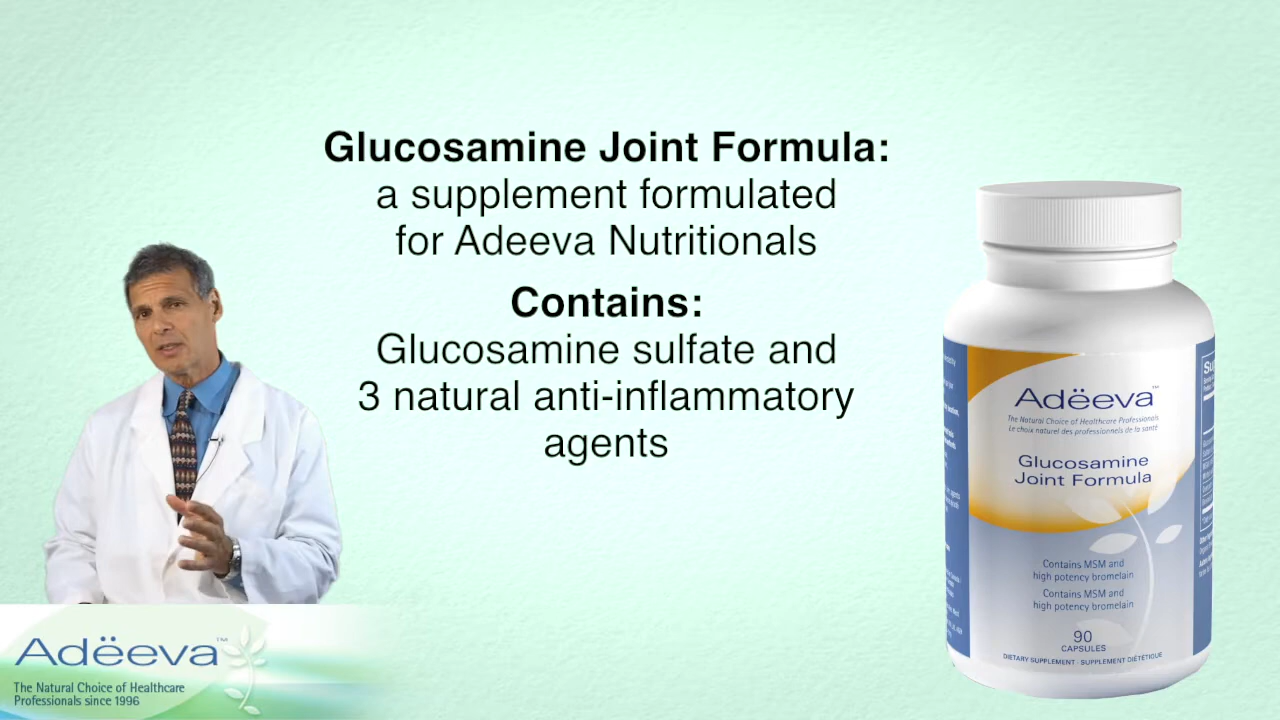 Glucosamine Joint Formula:
a supplement formulated
for Adeeva Nutritionals
Contains:
Glucosamine sulfate and
3 natural anti-inflammatory
agents
Adëeva™
The Natural Choice of Healthcare Professionals
Le choix naturel des professionnels de la santé
Glucosamine
Joint Formula
Contains MSM and
high potency bromelain
Contains MSM and
high potency bromelain
90
CAPSULES
DIETARY SUPPLEMENT · SUPPLÉMENT DIÉTÉTIQUE
Adëeva™
The Natural Choice of Healthcare
Professionals since 1996